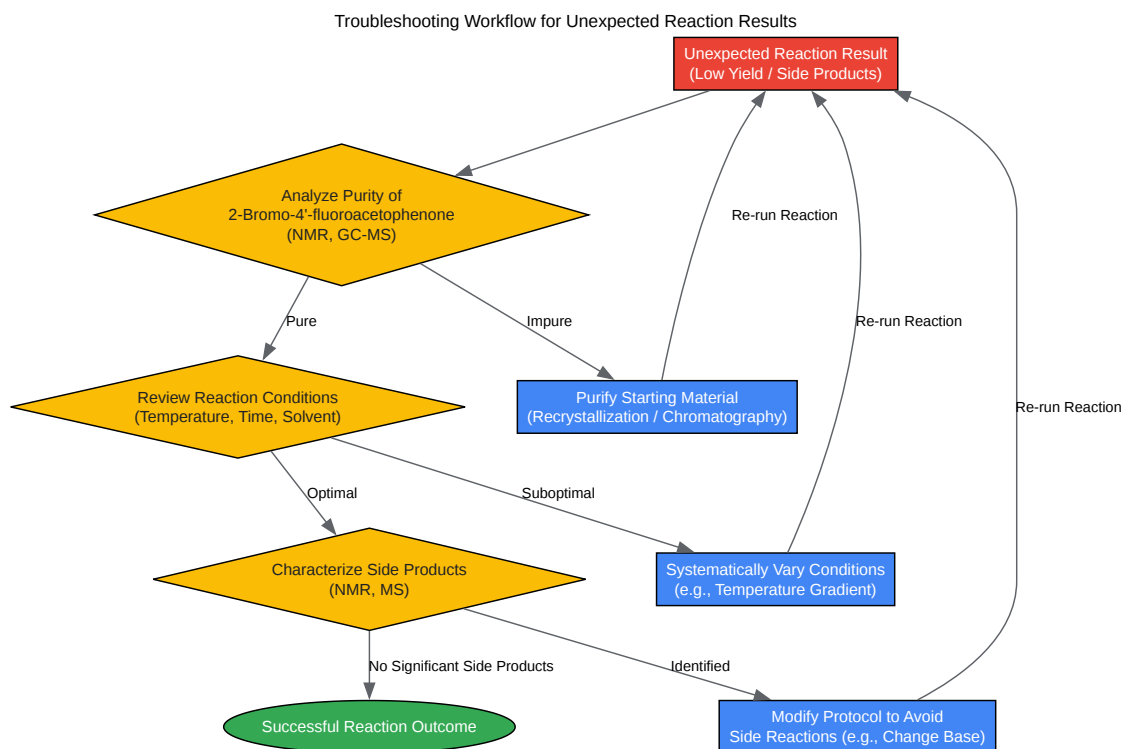 Troubleshooting Workflow for Unexpected Reaction Results
Unexpected Reaction Result
(Low Yield / Side Products)
Analyze Purity of
2-Bromo-4'-fluoroacetophenone
(NMR, GC-MS)
Re-run Reaction
Pure
Impure
Re-run Reaction
Review Reaction Conditions
(Temperature, Time, Solvent)
Purify Starting Material
(Recrystallization / Chromatography)
Re-run Reaction
Optimal
Suboptimal
Characterize Side Products
(NMR, MS)
Systematically Vary Conditions
(e.g., Temperature Gradient)
No Significant Side Products
Identified
Successful Reaction Outcome
Modify Protocol to Avoid
Side Reactions (e.g., Change Base)